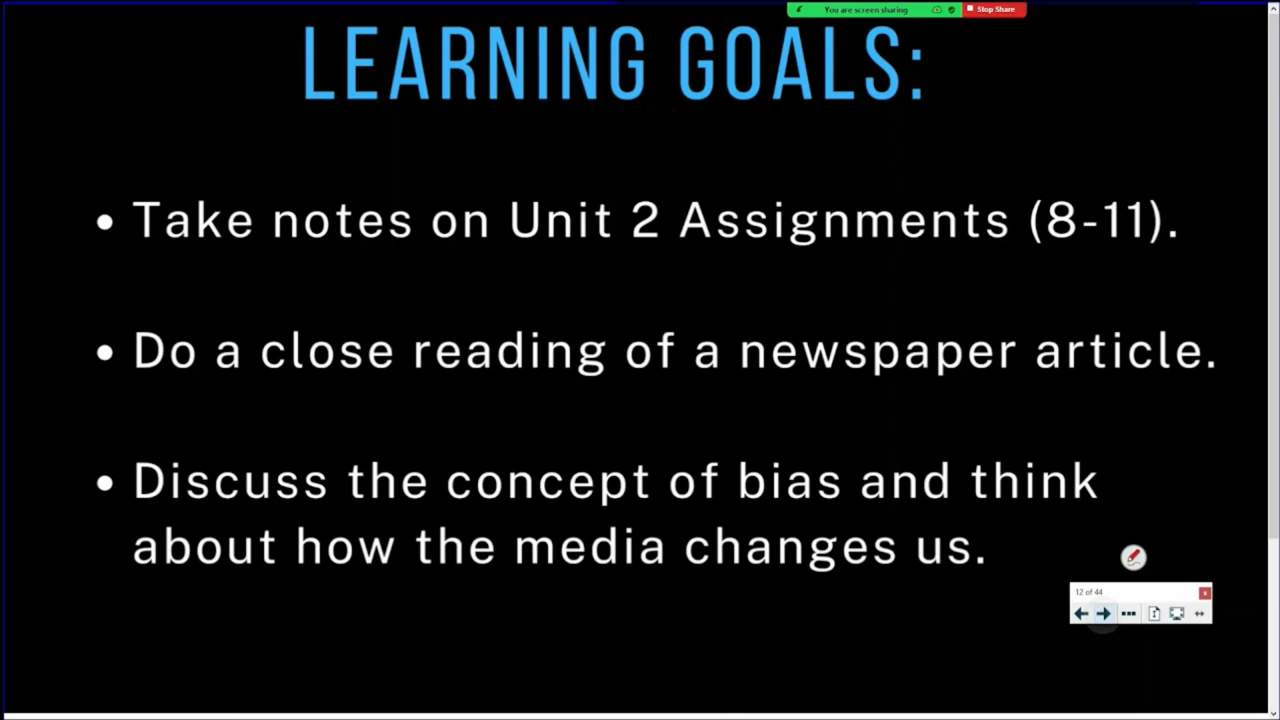 You are screen sharing Stop Share
LEARNING GOALS:
• Take notes on Unit 2 Assignments (8-11).
• Do a close reading of a newspaper article.
• Discuss the concept of bias and think
about how the media changes us.
12 of 44